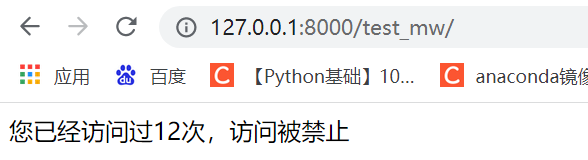 127.0.0.1:8000/test_mw/
应用 百度 C 【Python基础】10... C anaconda镜像
您已经访问过12次，访问被禁止